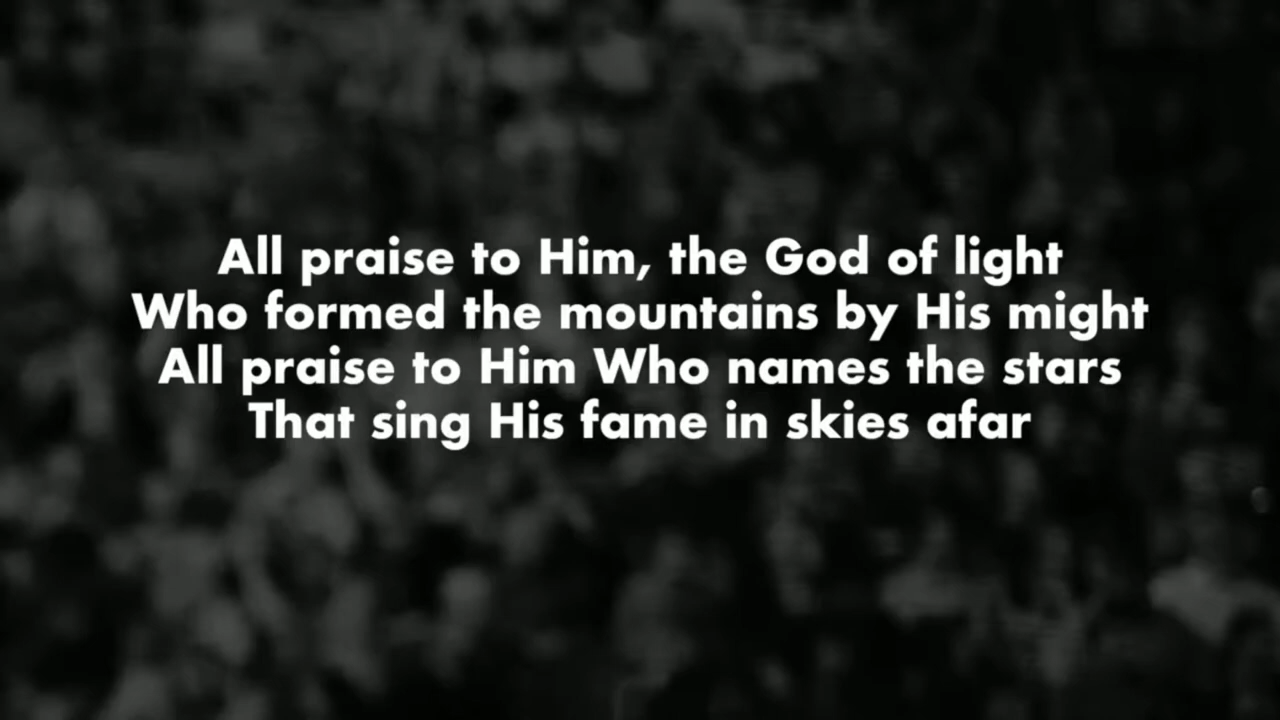 All praise to Him, the God of light
Who formed the mountains by His might
All praise to Him Who names the stars
That sing His fame in skies afar